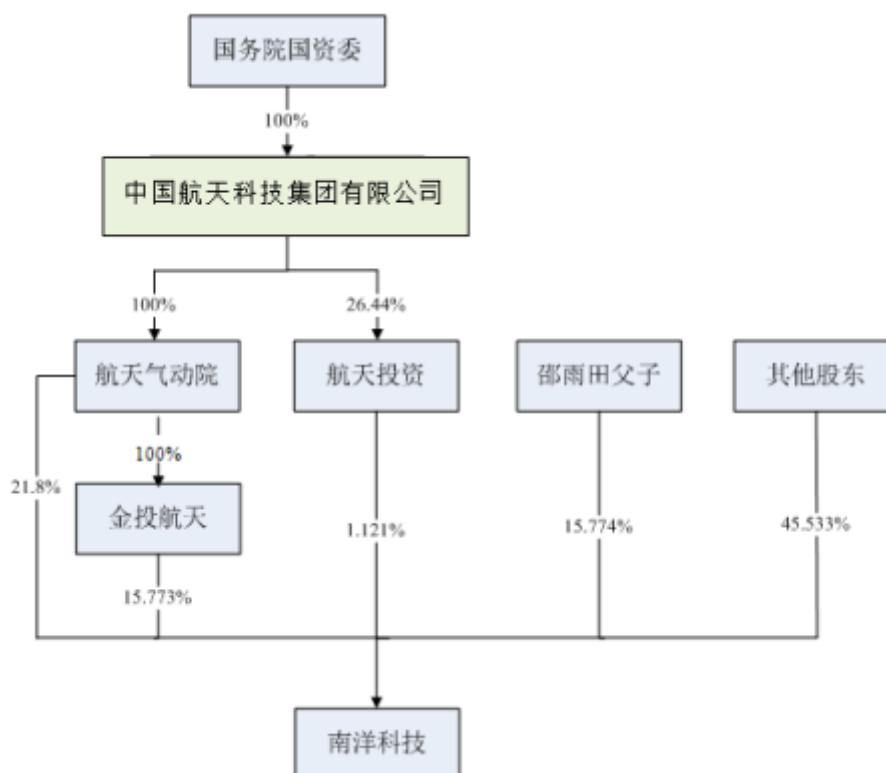 国务院国资委
100%
中国航天科技集团有限公司
100%
26.44%
航天气动院
航天投资
邵雨田父子
其他股东
100%
21.8%
金投航天
1.121%
15.774%
45.533%
15.773%
南洋科技